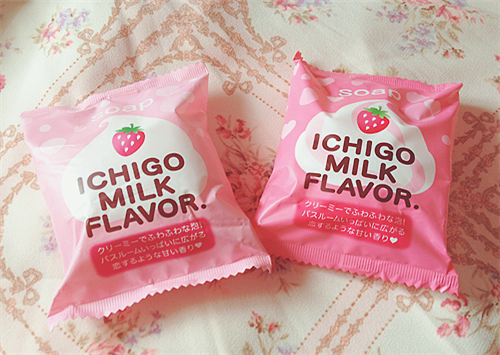 soap
ICHIGO
MILK
FLAVOR.
クリーミーでふわふわな泡!
バスルームいっぱいに広がる
恋するような甘い香り♥
soap
ICHIGO
MILK
FLAVOR.
クリーミーでふわふわな泡!
バスルームいっぱいに広がる
恋するような甘い香り♥